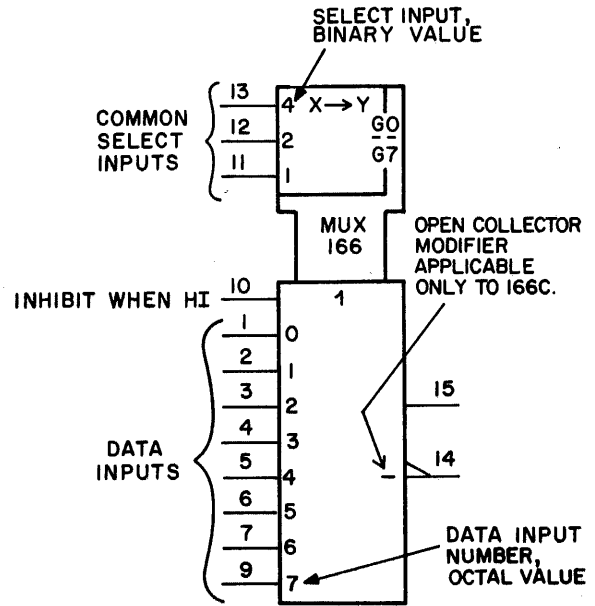 SELECT INPUT,
BINARY VALUE
COMMON
SELECT
INPUTS
13
12
11
4
2
1
X→Y
G0
G7
MUX
166
OPEN COLLECTOR
MODIFIER
APPLICABLE
ONLY TO 166C.
INHIBIT WHEN HI
10
1
DATA
INPUTS
1
2
3
4
5
6
7
9
0
1
2
3
4
5
6
7
15
14
DATA INPUT
NUMBER,
OCTAL VALUE